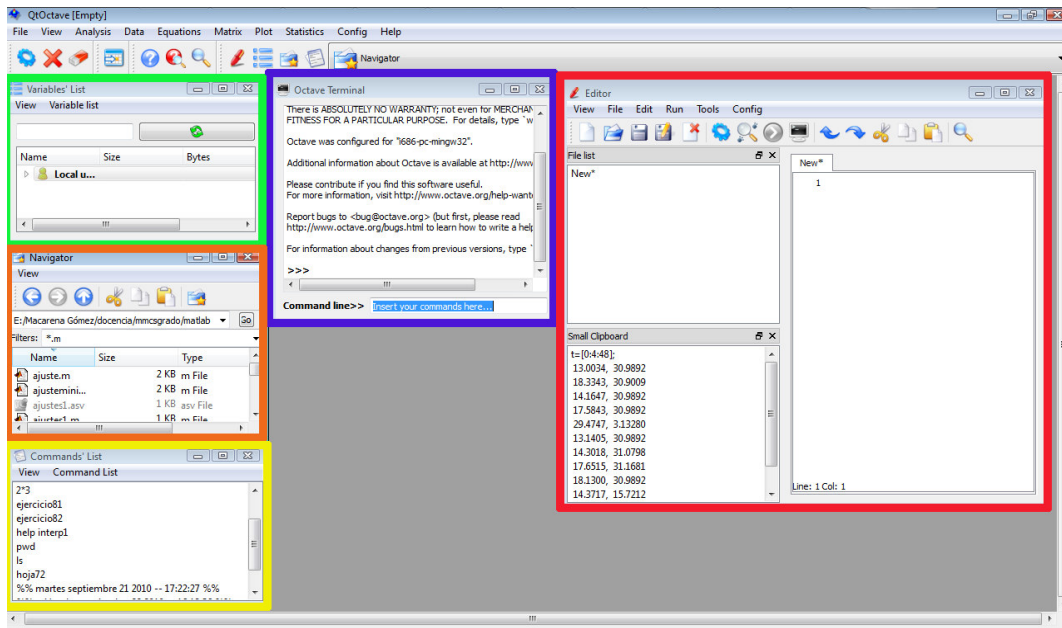 QtOctave [Empty]
File View Analysis Data Equations Matrix Plot Statistics Config Help
Navigator
Variables' List
View Variable list
Name Size Bytes
Local u...
Navigator
View
E:/Macarena Gómez/docencia/mmcsgrado/matlab
Go
Filters: *.m
Name Size Type
ajuste.m 2 KB m File
ajustemini... 2 KB m File
ajustes1.asv 1 KB asv File
ajustes1.m 1 KB m File
Commands' List
View Command List
2*3
ejercicio81
ejercicio82
help interp1
pwd
ls
hoja72
%% martes septiembre 21 2010 -- 17:22:27 %%
Octave Terminal
There is ABSOLUTELY NO WARRANTY; not even for MERCHAN
FITNESS FOR A PARTICULAR PURPOSE. For details, type `w
Octave was configured for "i686-pc-mingw32".
Additional information about Octave is available at http://www
Please contribute if you find this software useful.
For more information, visit http://www.octave.org/help-want
Report bugs to <bug@octave.org> (but first, please read
http://www.octave.org/bugs.html to learn how to write a help
For information about changes from previous versions, type `
>>>
Command line>> Insert your commands here...
Editor
View File Edit Run Tools Config
File list
New*
New*
1
Small Clipboard
t=[0:4:48];
13.0034, 30.9892
18.3343, 30.9009
14.1647, 30.9892
17.5843, 30.9892
29.4747, 3.13280
13.1405, 30.9892
14.3018, 31.0798
17.6515, 31.1681
18.1300, 30.9892
14.3717, 15.7212
Line: 1 Col: 1